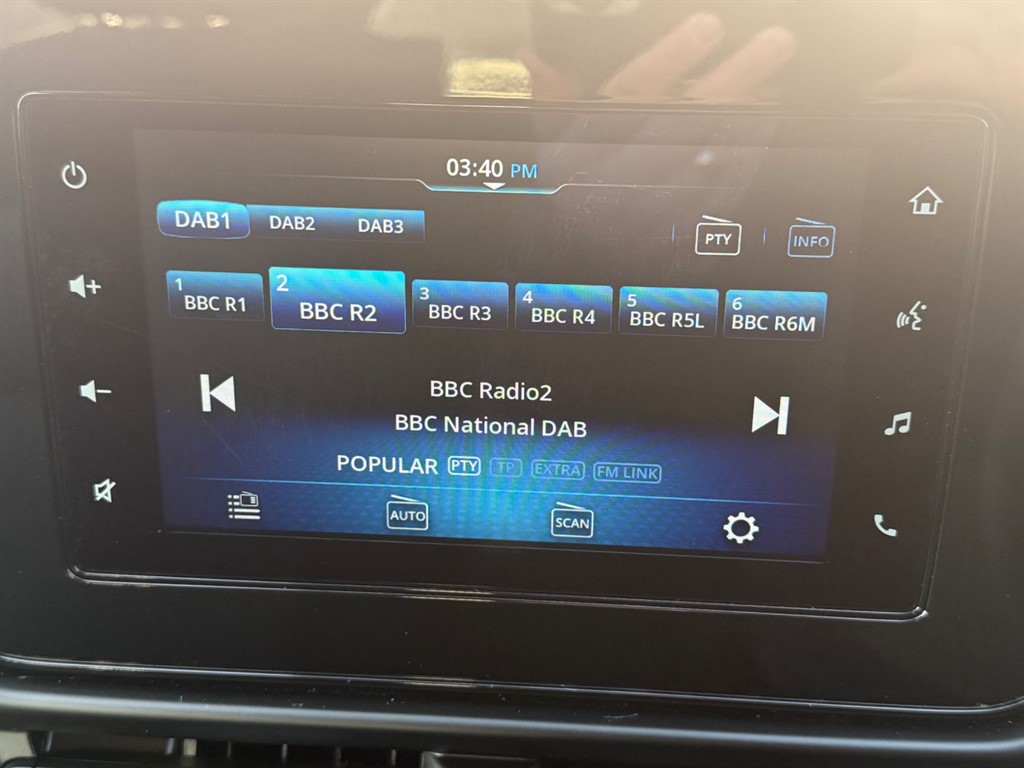 03:40 PM
DAB1 DAB2 DAB3 PTY INFO
1 BBC R1 2 BBC R2 3 BBC R3 4 BBC R4 5 BBC R5L 6 BBC R6M
BBC Radio2
BBC National DAB
POPULAR PTY TP EXTRA FM LINK
AUTO SCAN